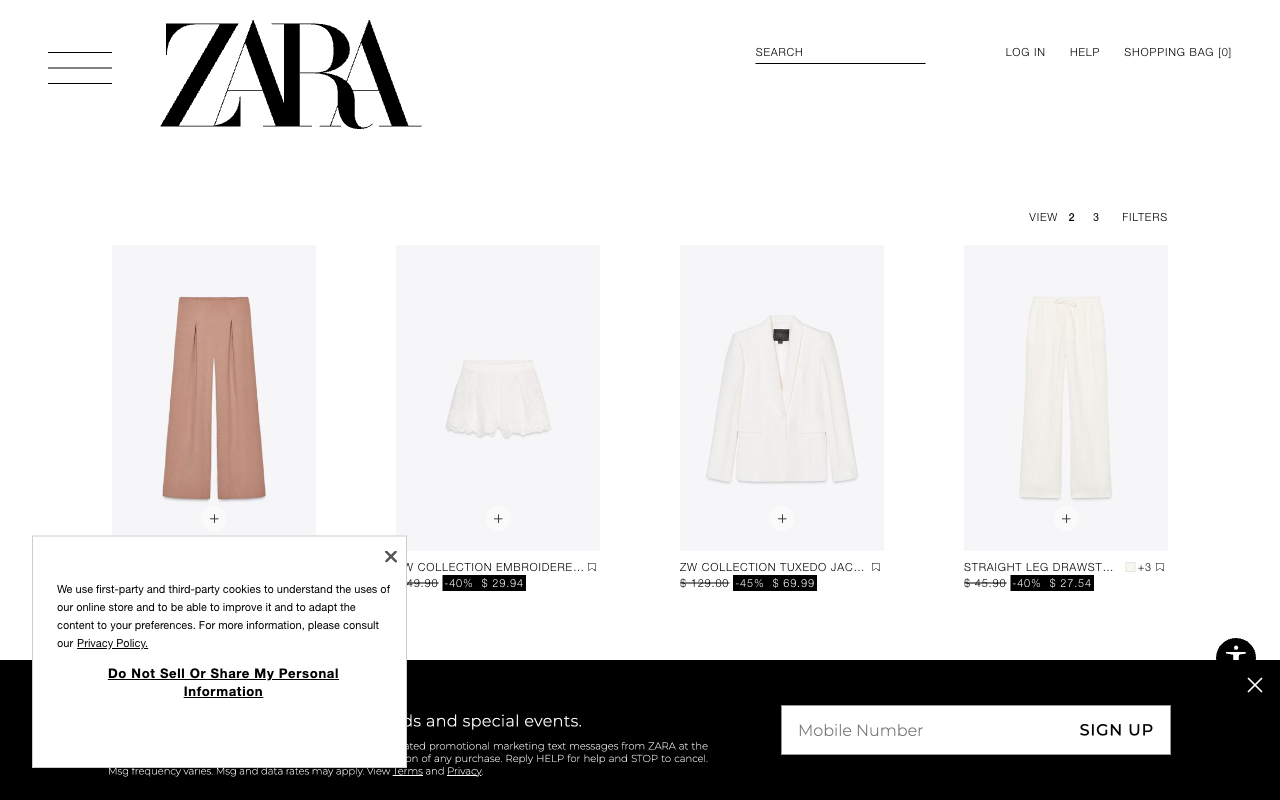 ZARA
SEARCH
LOG IN
HELP
SHOPPING BAG [0]
VIEW 2 3 FILTERS
W COLLECTION EMBROIDERE...
49.90 -40% $ 29.94
ZW COLLECTION TUXEDO JAC...
$ 129.00 -45% $ 69.99
STRAIGHT LEG DRAWST... +3
$ 45.90 -40% $ 27.54
We use first-party and third-party cookies to understand the uses of
our online store and to be able to improve it and to adapt the
content to your preferences. For more information, please consult
our Privacy Policy.
Do Not Sell Or Share My Personal
Information
ds and special events.
ated promotional marketing text messages from ZARA at the
on of any purchase. Reply HELP for help and STOP to cancel.
Msg frequency varies. Msg and data rates may apply. View Terms and Privacy.
Mobile Number
SIGN UP